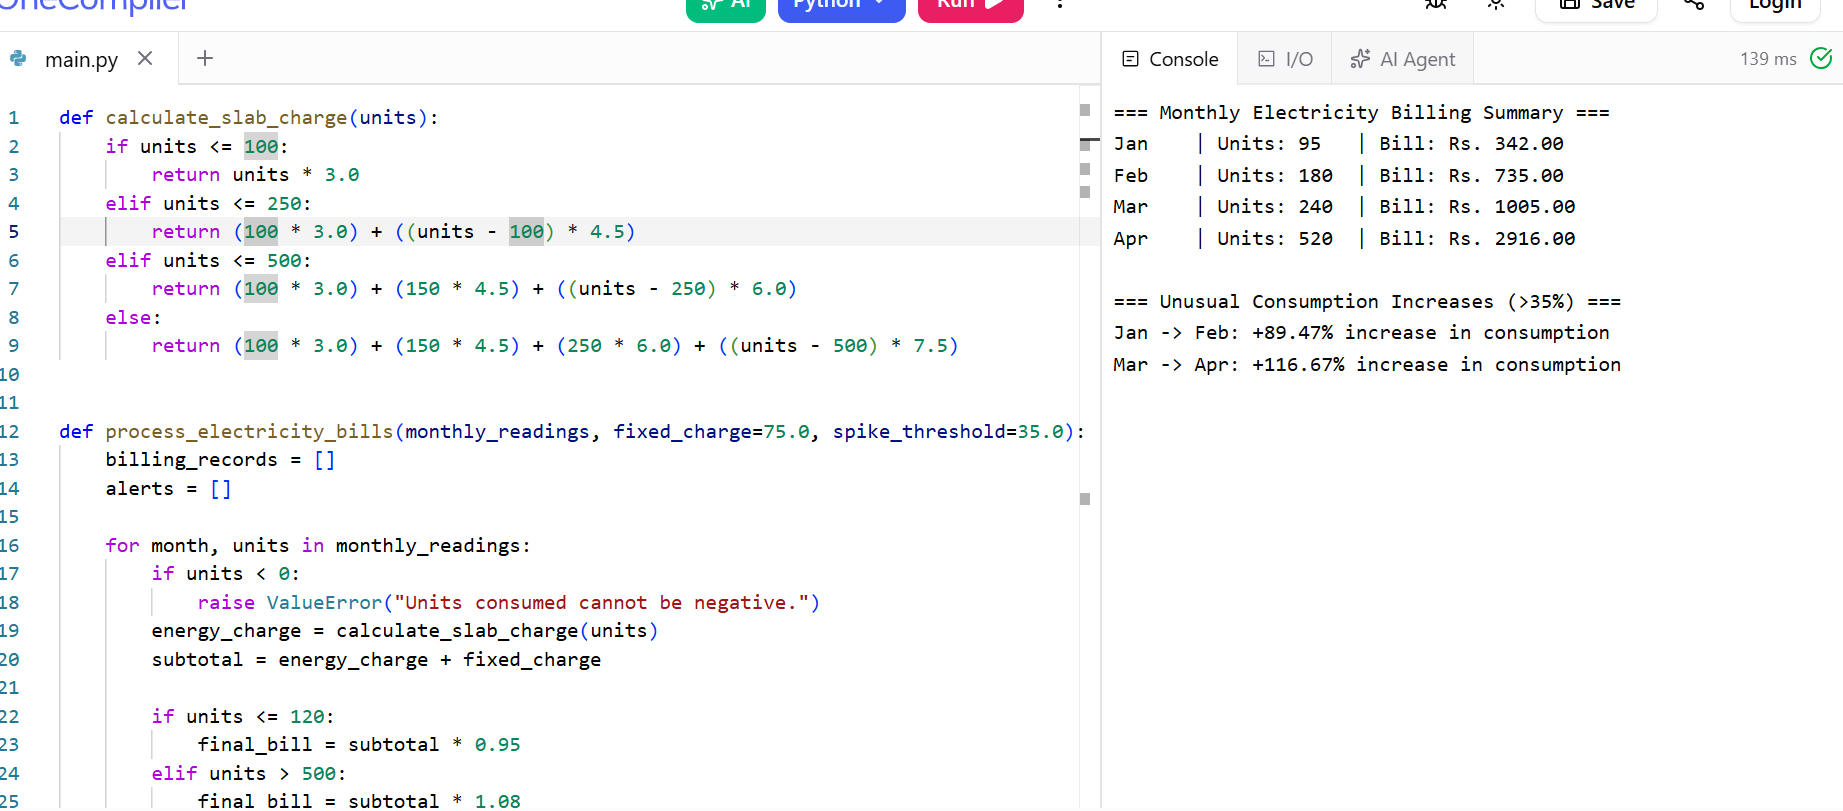 OneCompiler
AI
Python
Run
Save
Login
main.py
Console
I/O
AI Agent
139 ms
1 def calculate_slab_charge(units):
2     if units <= 100:
3         return units * 3.0
4     elif units <= 250:
5         return (100 * 3.0) + ((units - 100) * 4.5)
6     elif units <= 500:
7         return (100 * 3.0) + (150 * 4.5) + ((units - 250) * 6.0)
8     else:
9         return (100 * 3.0) + (150 * 4.5) + (250 * 6.0) + ((units - 500) * 7.5)
10
11
12 def process_electricity_bills(monthly_readings, fixed_charge=75.0, spike_threshold=35.0):
13     billing_records = []
14     alerts = []
15
16     for month, units in monthly_readings:
17         if units < 0:
18             raise ValueError("Units consumed cannot be negative.")
19         energy_charge = calculate_slab_charge(units)
20         subtotal = energy_charge + fixed_charge
21
22         if units <= 120:
23             final_bill = subtotal * 0.95
24         elif units > 500:
25             final_bill = subtotal * 1.08
=== Monthly Electricity Billing Summary ===
Jan    | Units: 95   | Bill: Rs. 342.00
Feb    | Units: 180  | Bill: Rs. 735.00
Mar    | Units: 240  | Bill: Rs. 1005.00
Apr    | Units: 520  | Bill: Rs. 2916.00
=== Unusual Consumption Increases (>35%) ===
Jan -> Feb: +89.47% increase in consumption
Mar -> Apr: +116.67% increase in consumption